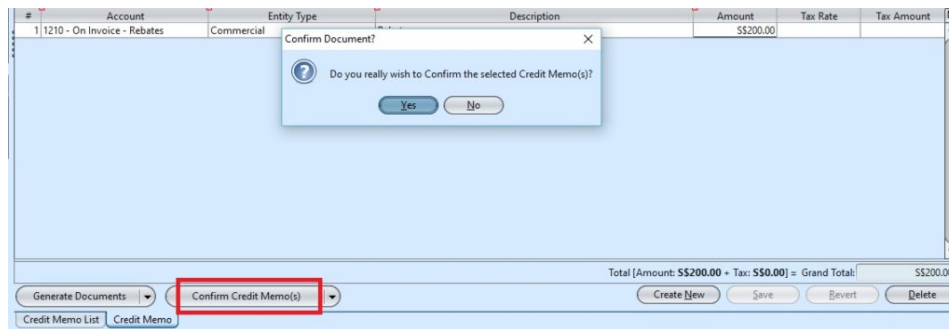 # Account Entity Type Description Amount Tax Rate Tax Amount
1 1210 - On Invoice - Rebates Commercial S$200.00
Confirm Document?
Do you really wish to Confirm the selected Credit Memo(s)?
Yes No
Total [Amount: S$200.00 + Tax: S$0.00] = Grand Total: S$200.0
Generate Documents Confirm Credit Memo(s) Create New Save Revert Delete
Credit Memo List Credit Memo